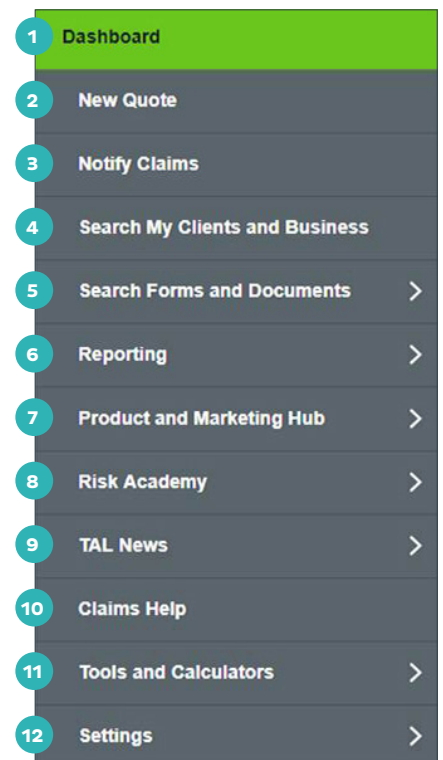 1 Dashboard
2 New Quote
3 Notify Claims
4 Search My Clients and Business
5 Search Forms and Documents
6 Reporting
7 Product and Marketing Hub
8 Risk Academy
9 TAL News
10 Claims Help
11 Tools and Calculators
12 Settings